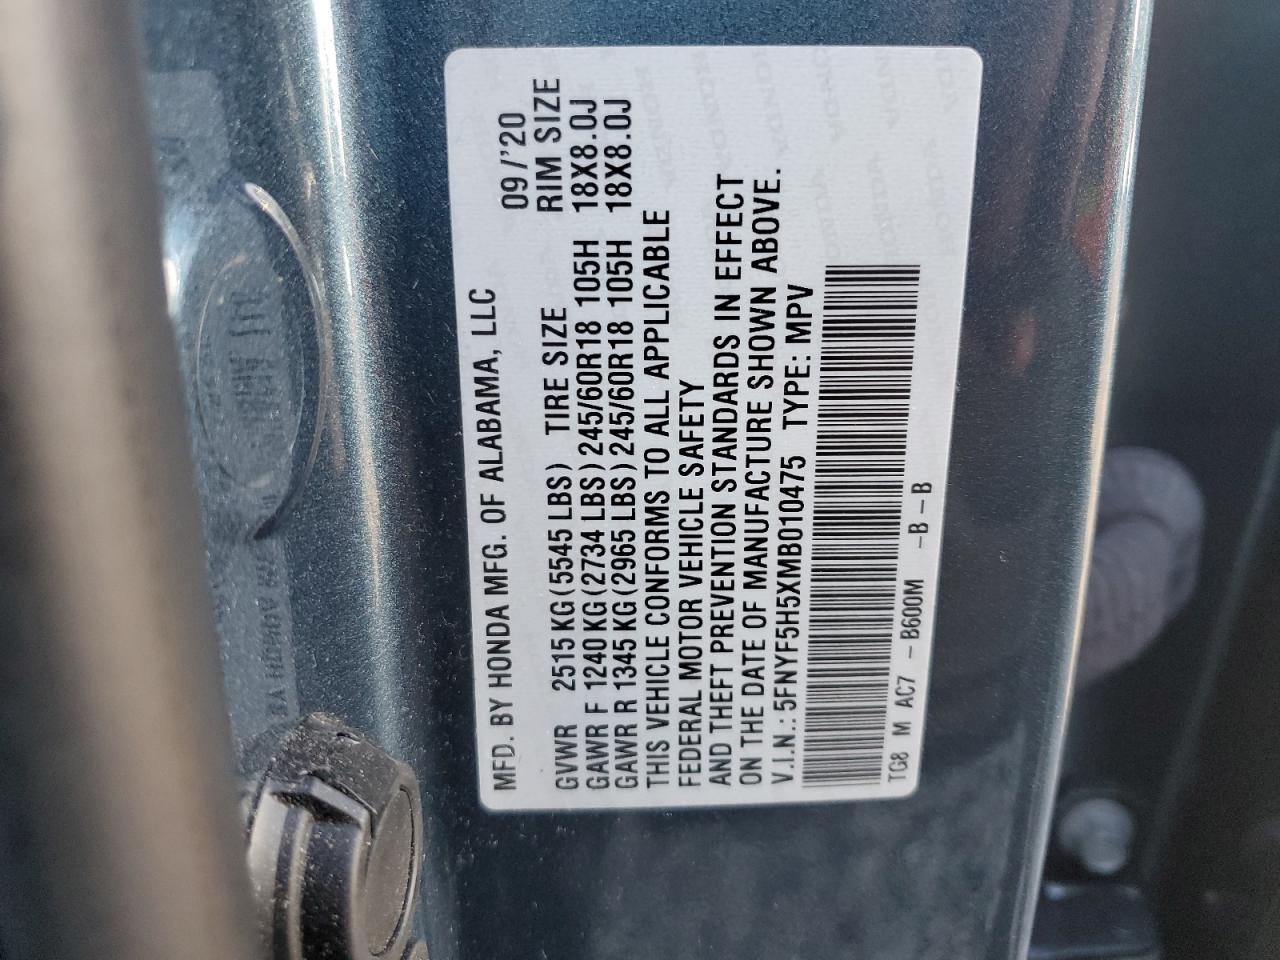 MFD. BY HONDA MFG. OF ALABAMA, LLC 09/'20
GVWR 2515 KG(5545 LBS) TIRE SIZE RIM SIZE
GAWR F 1240 KG(2734 LBS)245/60R18 105H 18X8.0J
GAWR R 1345 KG(2965 LBS)245/60R18 105H 18X8.0J
THIS VEHICLE CONFORMS TO ALL APPLICABLE
FEDERAL MOTOR VEHICLE SAFETY
AND THEFT PREVENTION STANDARDS IN EFFECT
ON THE DATE OF MANUFACTURE SHOWN ABOVE.
V.I.N.: 5FNYF5H5XMB010475 TYPE: MPV
TG8 M AC7 -B600M -B-B